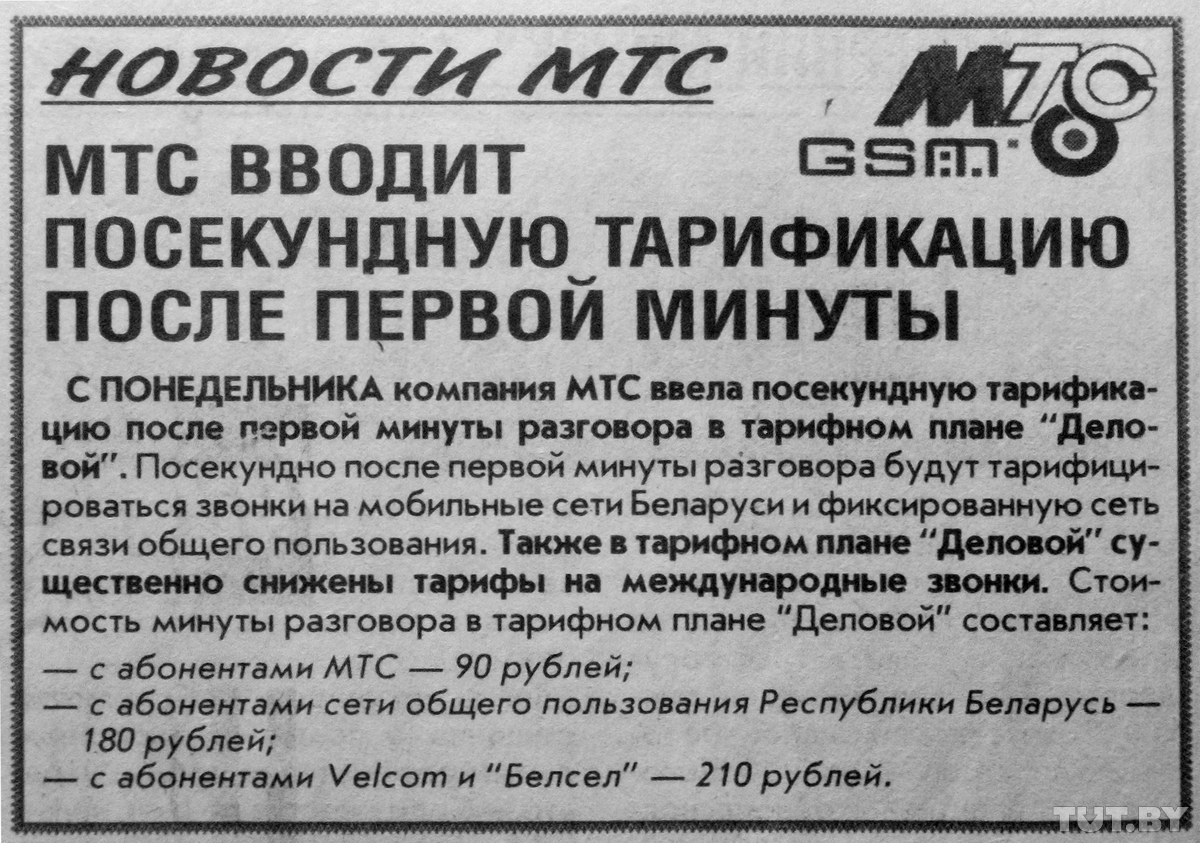 НОВОСТИ МТС
МТС
GSM
МТС ВВОДИТ
ПОСЕКУНДНУЮ ТАРИФИКАЦИЮ
ПОСЛЕ ПЕРВОЙ МИНУТЫ
С ПОНЕДЕЛЬНИКА компания МТС ввела посекундную тарифика-
цию после первой минуты разговора в тарифном плане "Дело-
вой". Посекундно после первой минуты разговора будут тарифици-
роваться звонки на мобильные сети Беларуси и фиксированную сеть
связи общего пользования. Также в тарифном плане "Деловой" су-
щественно снижены тарифы на международные звонки. Стои-
мость минуты разговора в тарифном плане "Деловой" составляет:
— с абонентами МТС — 90 рублей;
— с абонентами сети общего пользования Республики Беларусь —
180 рублей;
— с абонентами Velcom и "Белсел" — 210 рублей.
TUT.BY